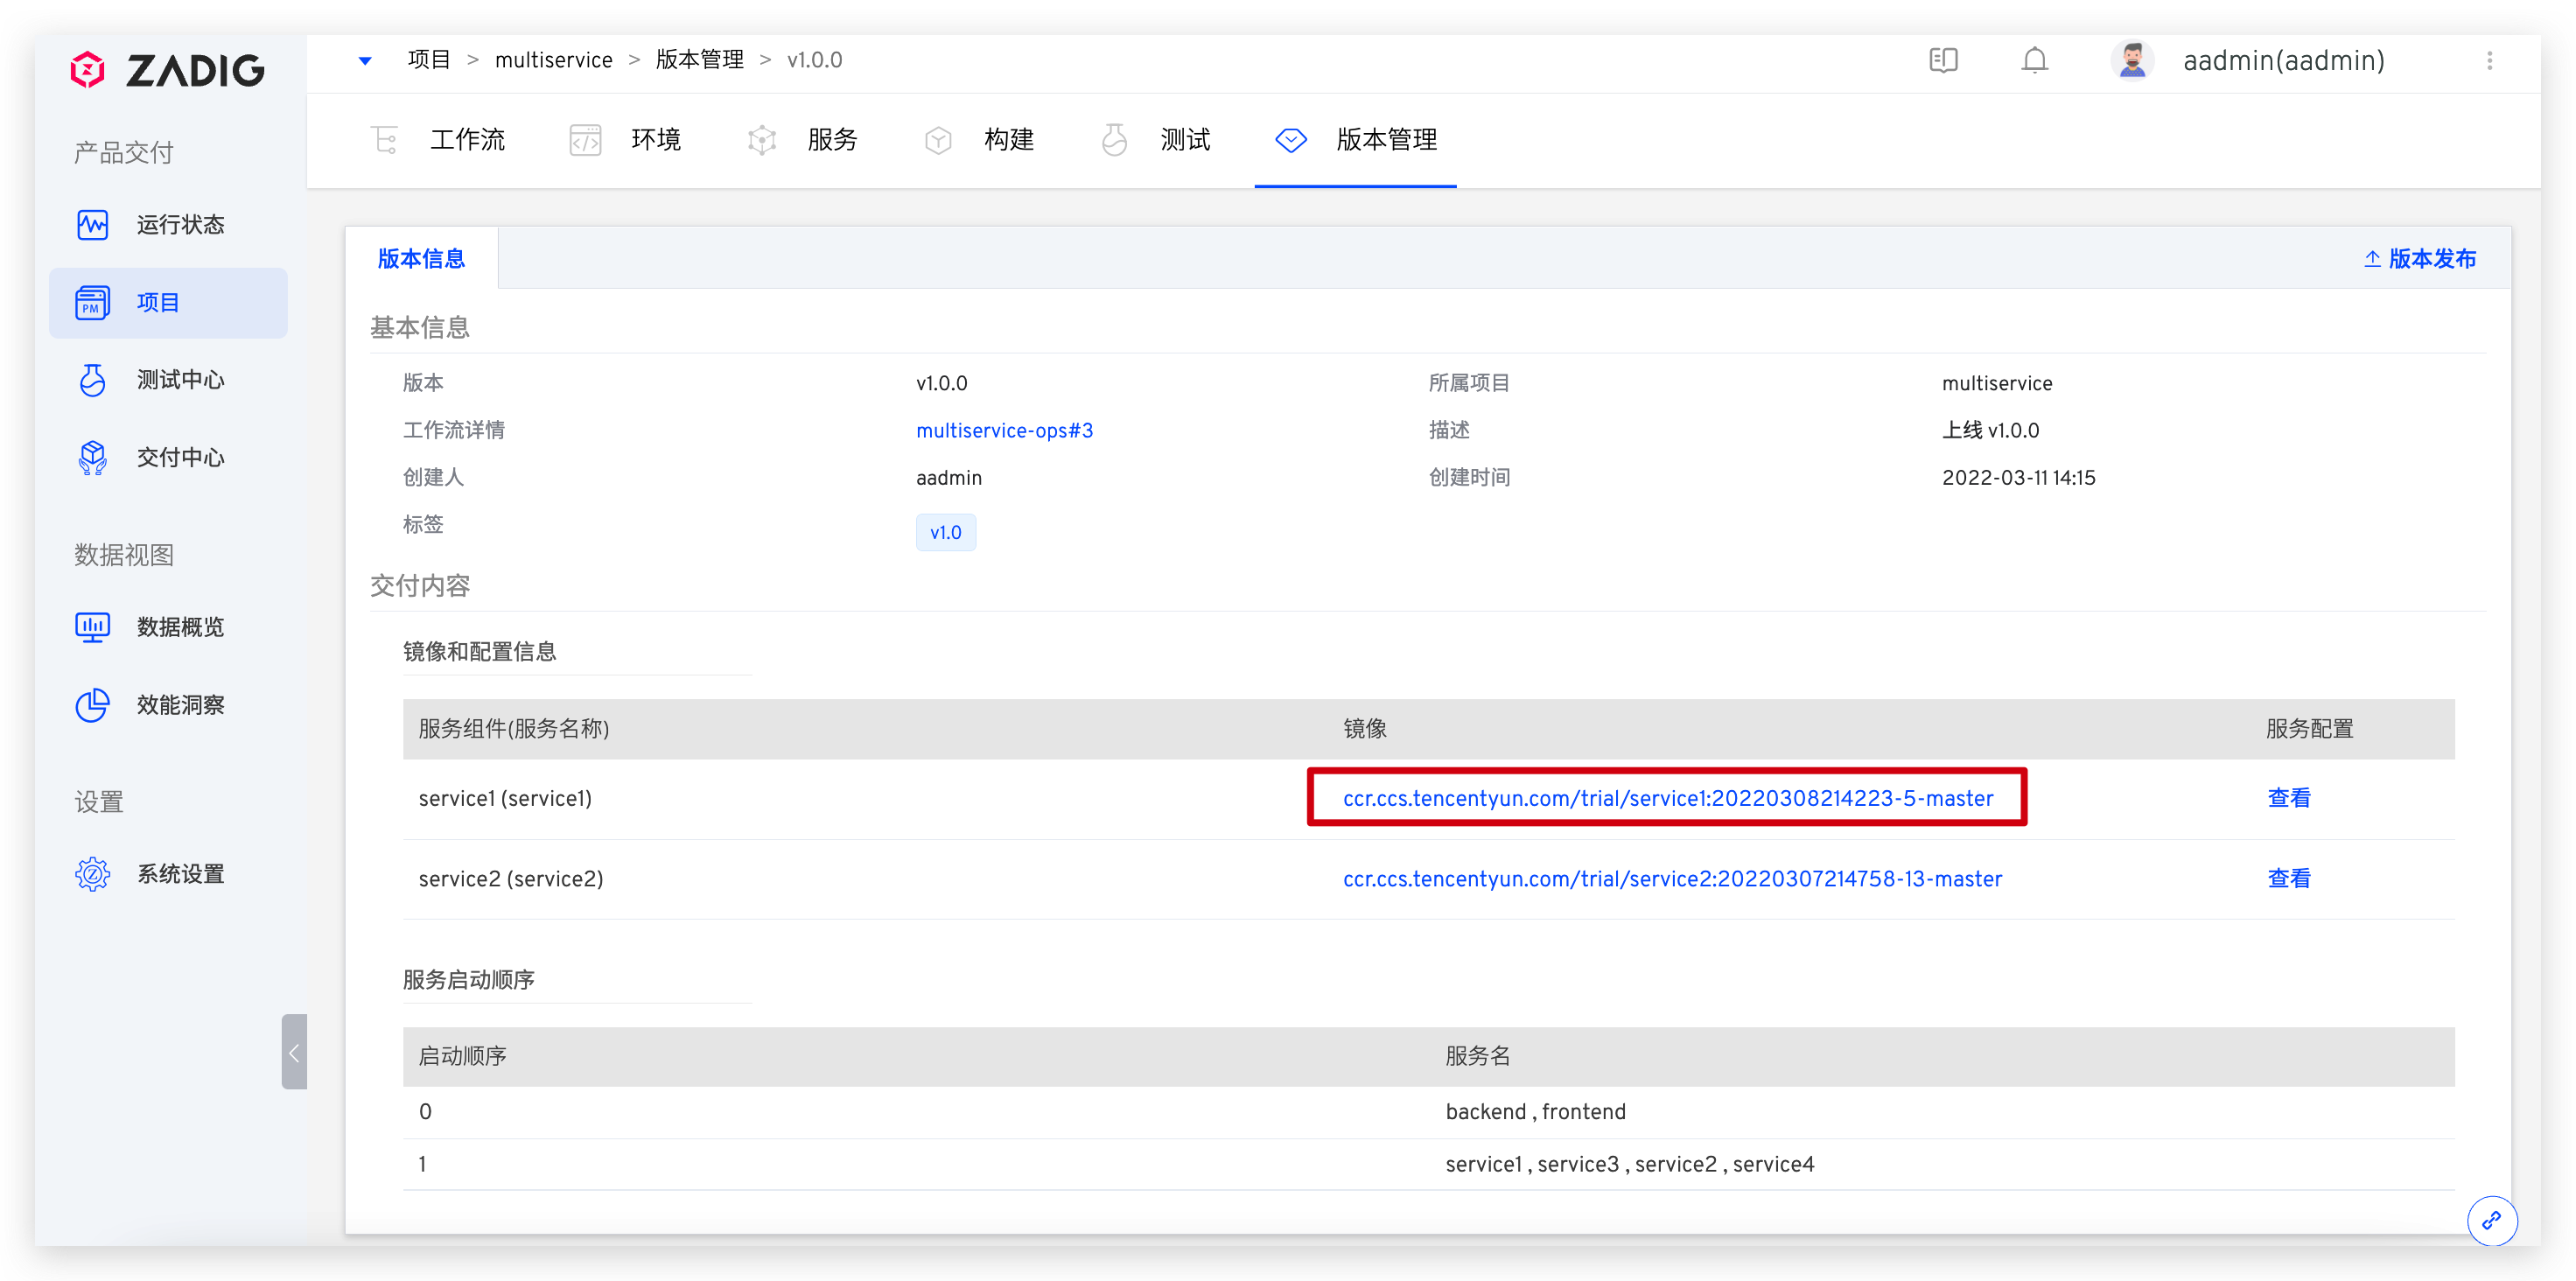 ZADIG
项目 > multiservice > 版本管理 > v1.0.0
aadmin(aadmin)
工作流
环境
服务
构建
测试
版本管理
产品交付
运行状态
PM
项目
测试中心
交付中心
数据视图
数据概览
效能洞察
设置
系统设置
版本信息
版本发布
基本信息
版本 v1.0.0 所属项目 multiservice
工作流详情 multiservice-ops#3 描述 上线 v1.0.0
创建人 aadmin 创建时间 2022-03-11 14:15
标签 v1.0
交付内容
镜像和配置信息
服务组件(服务名称) 镜像 服务配置
service1 (service1) ccr.ccs.tencentyun.com/trial/service1:20220308214223-5-master 查看
service2 (service2) ccr.ccs.tencentyun.com/trial/service2:20220307214758-13-master 查看
服务启动顺序
启动顺序 服务名
0 backend , frontend
1 service1 , service3 , service2 , service4